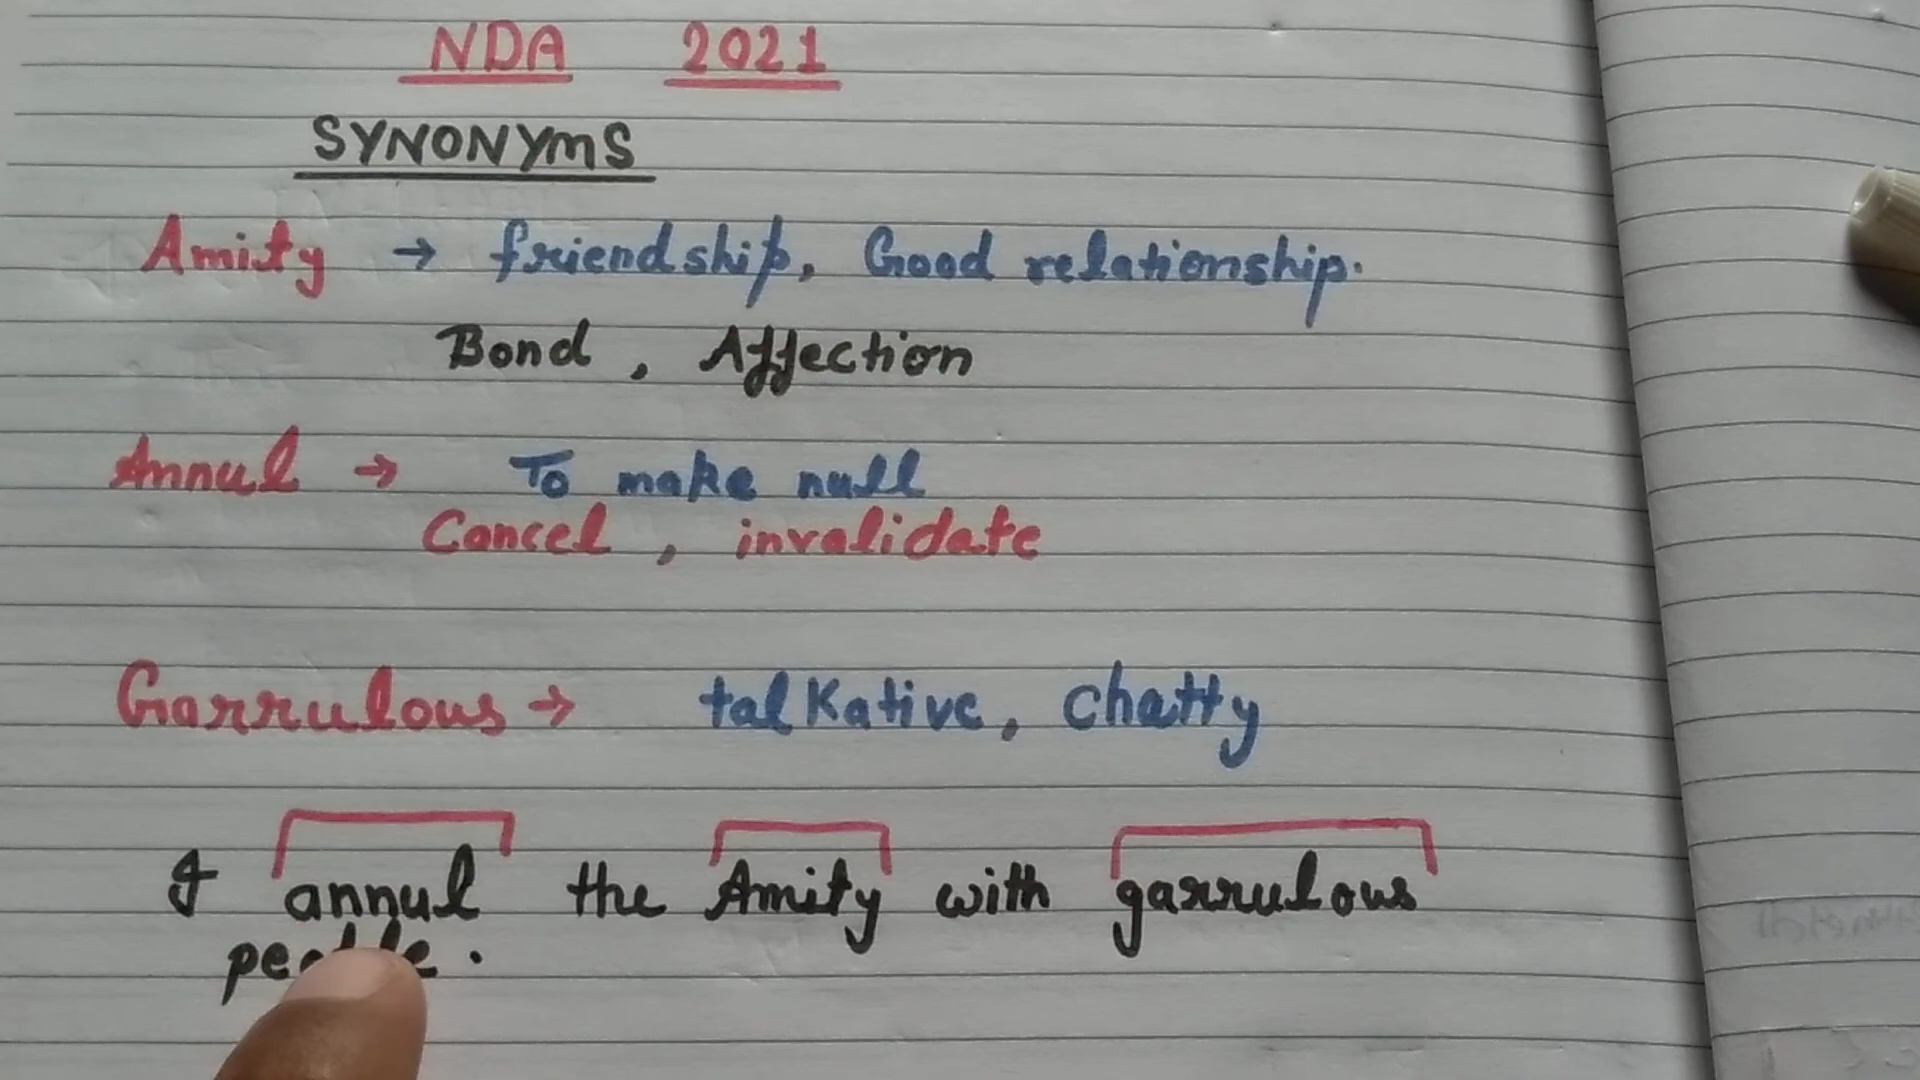 NDA 2021
SYNONYMS
Amity → friendship, Good relationship.
Bond, Affection
Annul → To make null
Cancel, invalidate
Garrulous → talkative, chatty
I annul the Amity with garrulous
people.